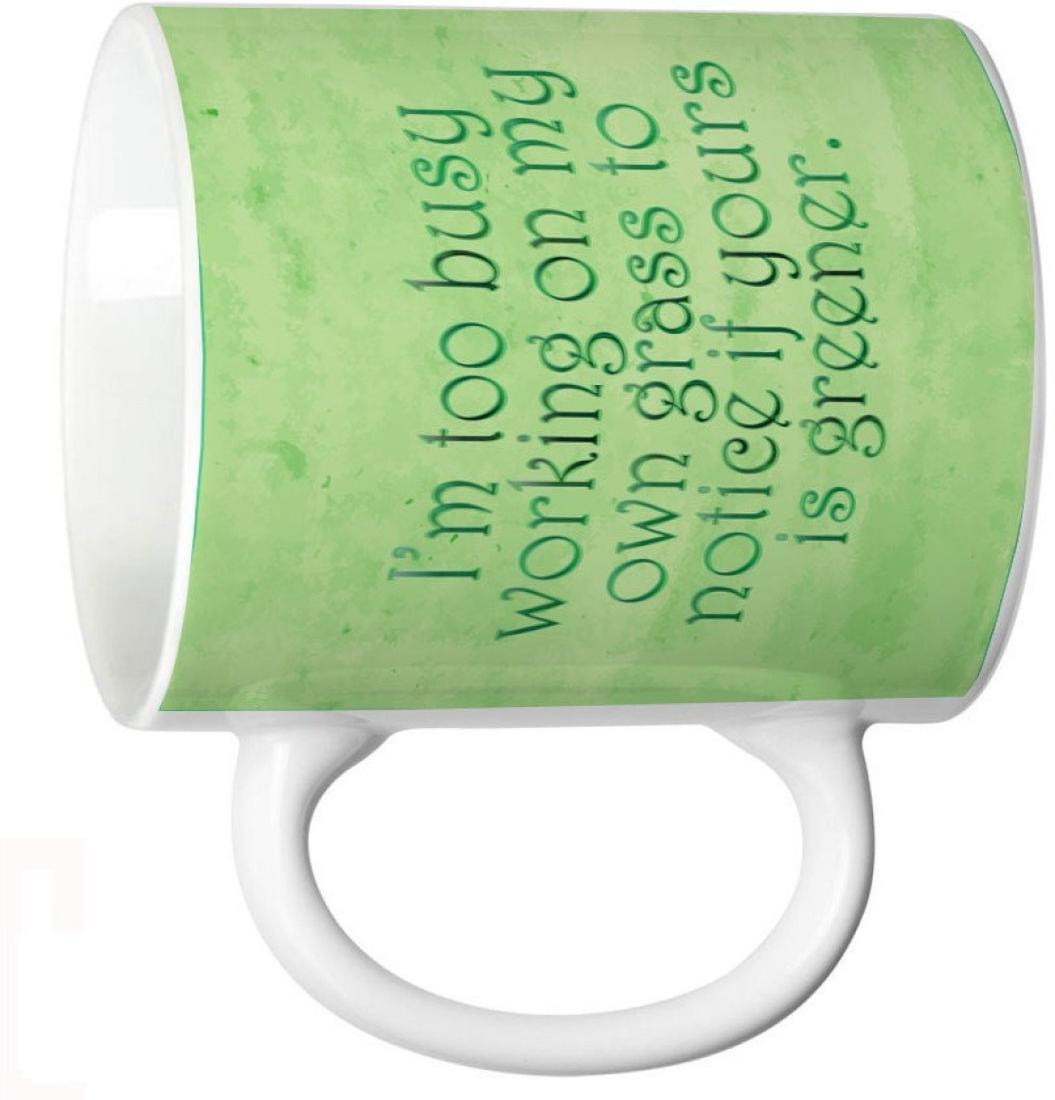 I'm too busy
working on my
own grass to
notice if yours
is greener.